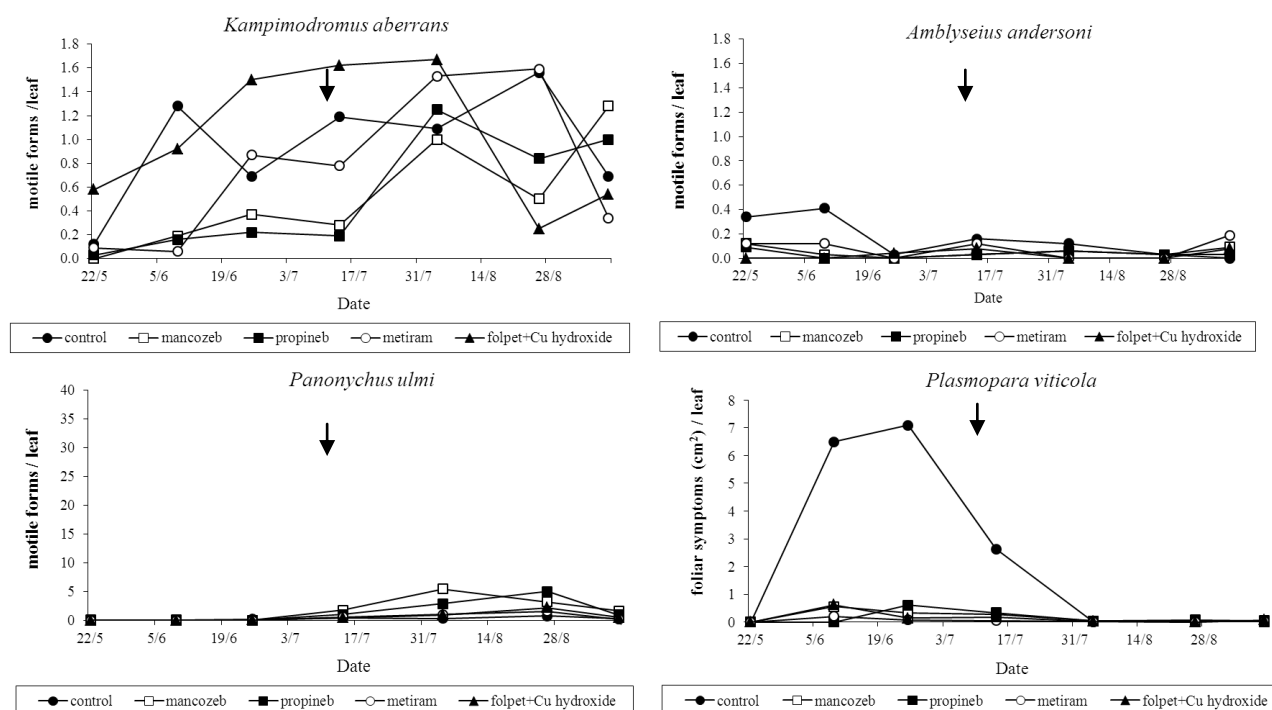 Kampimodromus aberrans
motile forms /leaf
1.8
1.6
1.4
1.2
1.0
0.8
0.6
0.4
0.2
0.0
22/5 5/6 19/6 3/7 17/7 31/7 14/8 28/8
Date
control mancozeb propineb metiram folpet+Cu hydroxide
Amblyseius andersoni
motile forms / leaf
1.8
1.6
1.4
1.2
1.0
0.8
0.6
0.4
0.2
0.0
22/5 5/6 19/6 3/7 17/7 31/7 14/8 28/8
Date
control mancozeb propineb metiram folpet+Cu hydroxide
Panonychus ulmi
motile forms / leaf
40
35
30
25
20
15
10
5
0
22/5 5/6 19/6 3/7 17/7 31/7 14/8 28/8
Date
control mancozeb propineb metiram folpet+Cu hydroxide
Plasmopara viticola
foliar symptoms (cm²) / leaf
8
7
6
5
4
3
2
1
0
22/5 5/6 19/6 3/7 17/7 31/7 14/8 28/8
Date
control mancozeb propineb metiram folpet+Cu hydroxide